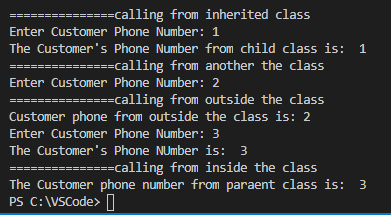 ===============calling from inherited class
Enter Customer Phone Number: 1
The Customer's Phone Number from child class is:  1
===============calling from another the class
Enter Customer Phone Number: 2
===============calling from outside the class
Customer phone from outside the class is: 2
Enter Customer Phone Number: 3
The Customer's Phone NUmber is:  3
===============calling from inside the class
The Customer phone number from paraent class is:  3
PS C:\VSCode>